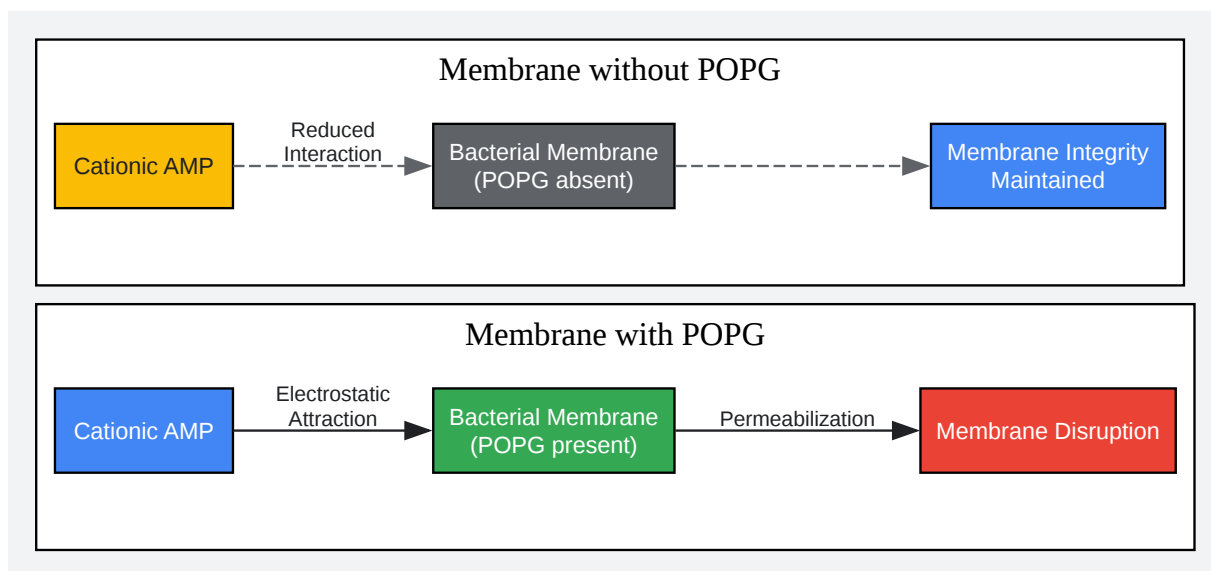 Membrane without POPG
Cationic AMP
Reduced
Interaction
Bacterial Membrane
(POPG absent)
Membrane Integrity
Maintained
Membrane with POPG
Cationic AMP
Electrostatic
Attraction
Bacterial Membrane
(POPG present)
Permeabilization
Membrane Disruption